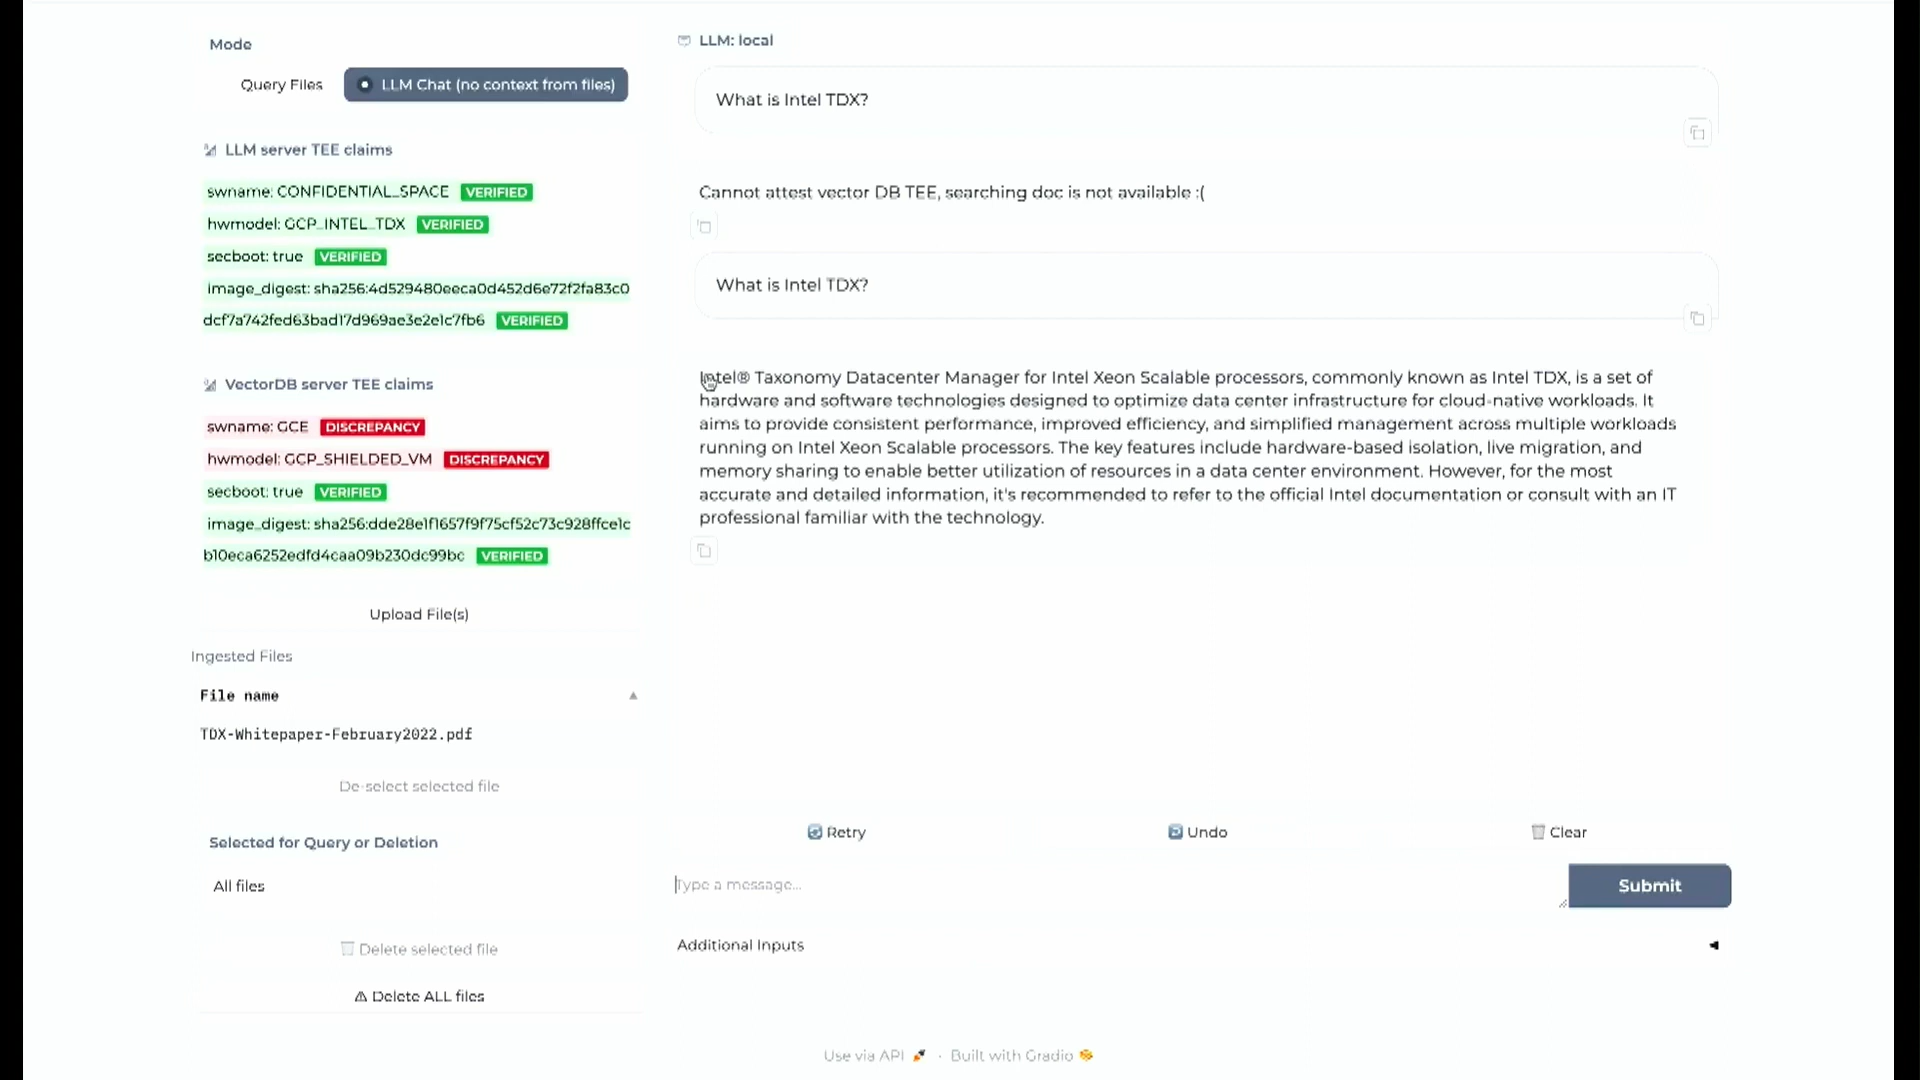 Mode
Query Files
LLM Chat (no context from files)
LLM server TEE claims
swname: CONFIDENTIAL_SPACE VERIFIED
hwmodel: GCP_INTEL_TDX VERIFIED
secboot: true VERIFIED
image_digest: sha256:4d529480eeca0d452d6e72f2fa83c0
dcf7a742fed63bad17d969ae3e2e1c7fb6 VERIFIED
VectorDB server TEE claims
swname: GCE DISCREPANCY
hwmodel: GCP_SHIELDED_VM DISCREPANCY
secboot: true VERIFIED
image_digest: sha256:dde28e1f1657f9f75cf52c73c928ffce1c
b10eca6252edfd4caa09b230dc99bc VERIFIED
Upload File(s)
Ingested Files
File name
TDX-Whitepaper-February2022.pdf
De-select selected file
Selected for Query or Deletion
All files
Delete selected file
Delete ALL files
LLM: local
What is Intel TDX?
Cannot attest vector DB TEE, searching doc is not available :(
What is Intel TDX?
Intel® Taxonomy Datacenter Manager for Intel Xeon Scalable processors, commonly known as Intel TDX, is a set of
hardware and software technologies designed to optimize data center infrastructure for cloud-native workloads. It
aims to provide consistent performance, improved efficiency, and simplified management across multiple workloads
running on Intel Xeon Scalable processors. The key features include hardware-based isolation, live migration, and
memory sharing to enable better utilization of resources in a data center environment. However, for the most
accurate and detailed information, it's recommended to refer to the official Intel documentation or consult with an IT
professional familiar with the technology.
Retry
Undo
Clear
Type a message...
Submit
Additional Inputs
Use via API · Built with Gradio